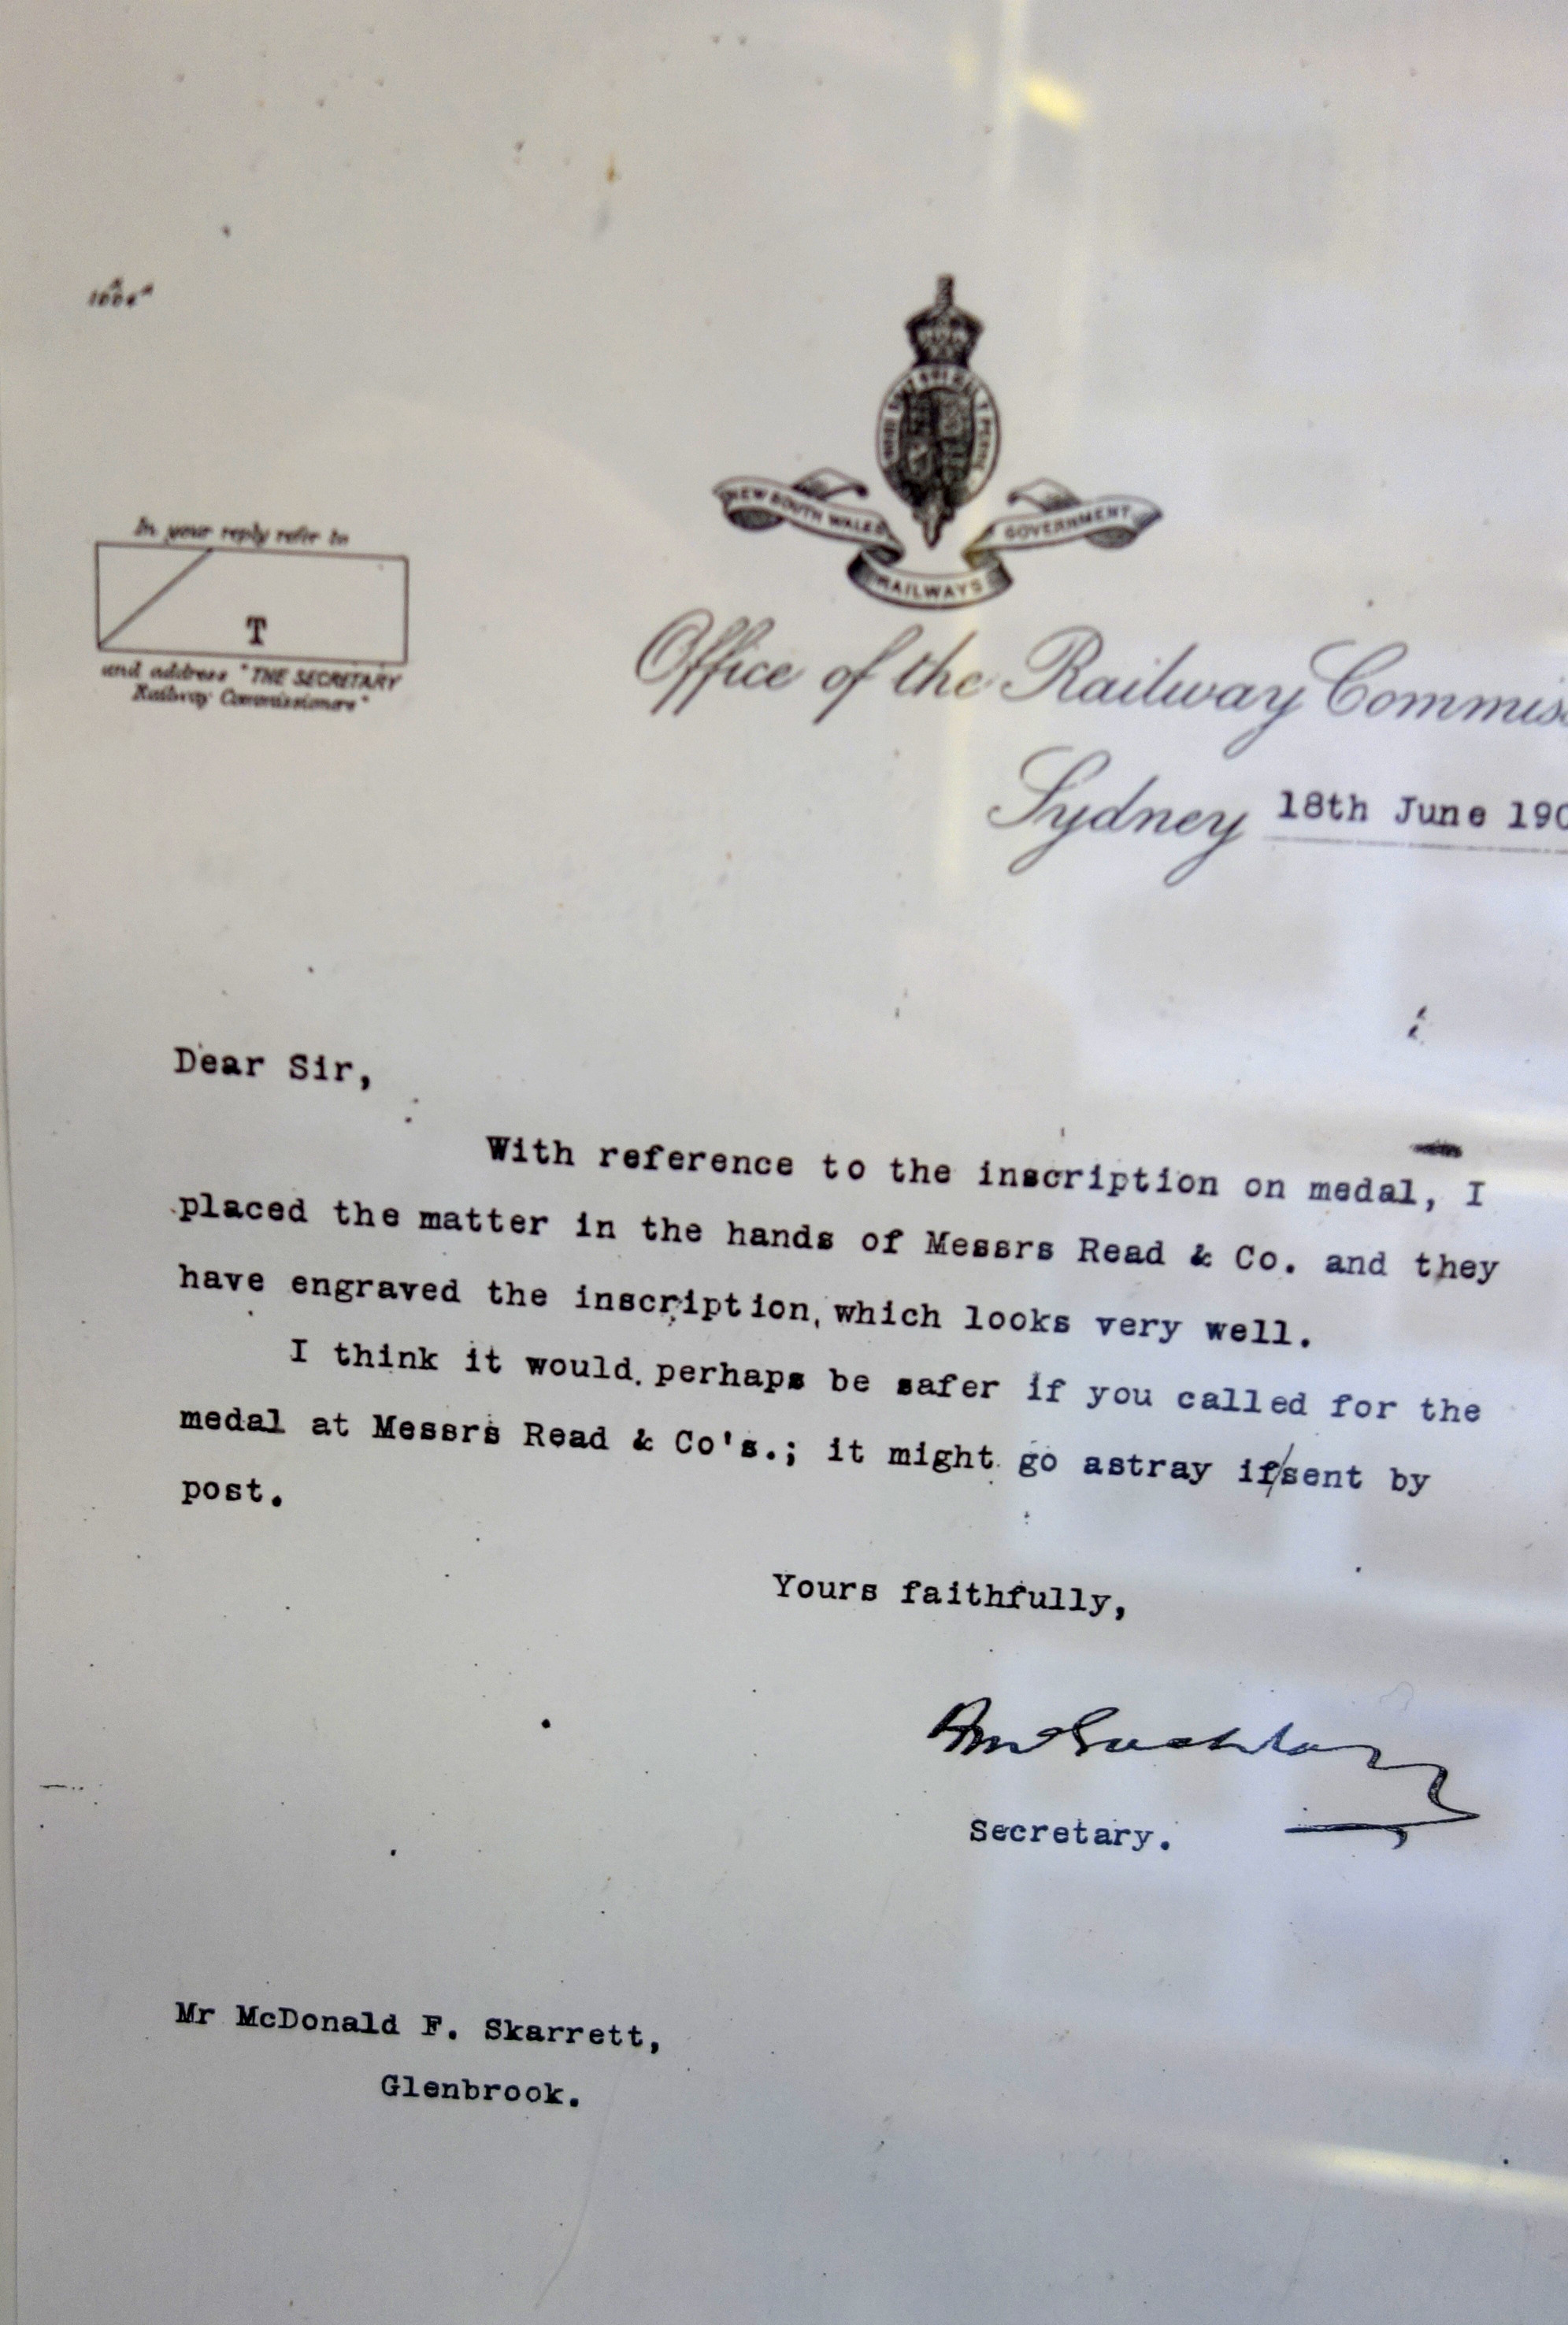 NEW SOUTH WALES GOVERNMENT
RAILWAYS
In your reply refer to
T
and address "THE SECRETARY
Railway Commissioners"
Office of the Railway Commiss
Sydney 18th June 190
Dear Sir,
With reference to the inscription on medal, I
placed the matter in the hands of Messrs Read & Co. and they
have engraved the inscription, which looks very well.
I think it would perhaps be safer if you called for the
medal at Messrs Read & Co's.; it might go astray if/sent by
post.
Yours faithfully,
Secretary.
Mr McDonald F. Skarrett,
Glenbrook.